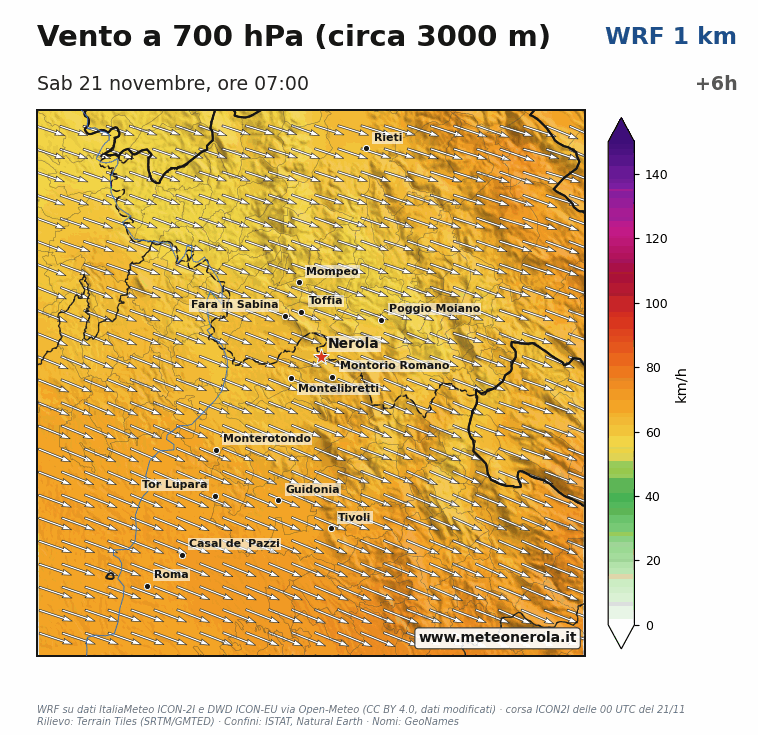 Vento a 700 hPa (circa 3000 m)
WRF 1 km
Sab 21 novembre, ore 07:00
+6h
Rieti
Mompeo
Fara in Sabina
Toffia
Poggio Moiano
Nerola
Montorio Romano
Montelibretti
Monterotondo
Tor Lupara
Guidonia
Tivoli
Casal de' Pazzi
Roma
www.meteonerola.it
140
120
100
80
60
40
20
0
km/h
WRF su dati ItaliaMeteo ICON-2I e DWD ICON-EU via Open-Meteo (CC BY 4.0, dati modificati) · corsa ICON2I delle 00 UTC del 21/11
Rilievo: Terrain Tiles (SRTM/GMTED) · Confini: ISTAT, Natural Earth · Nomi: GeoNames